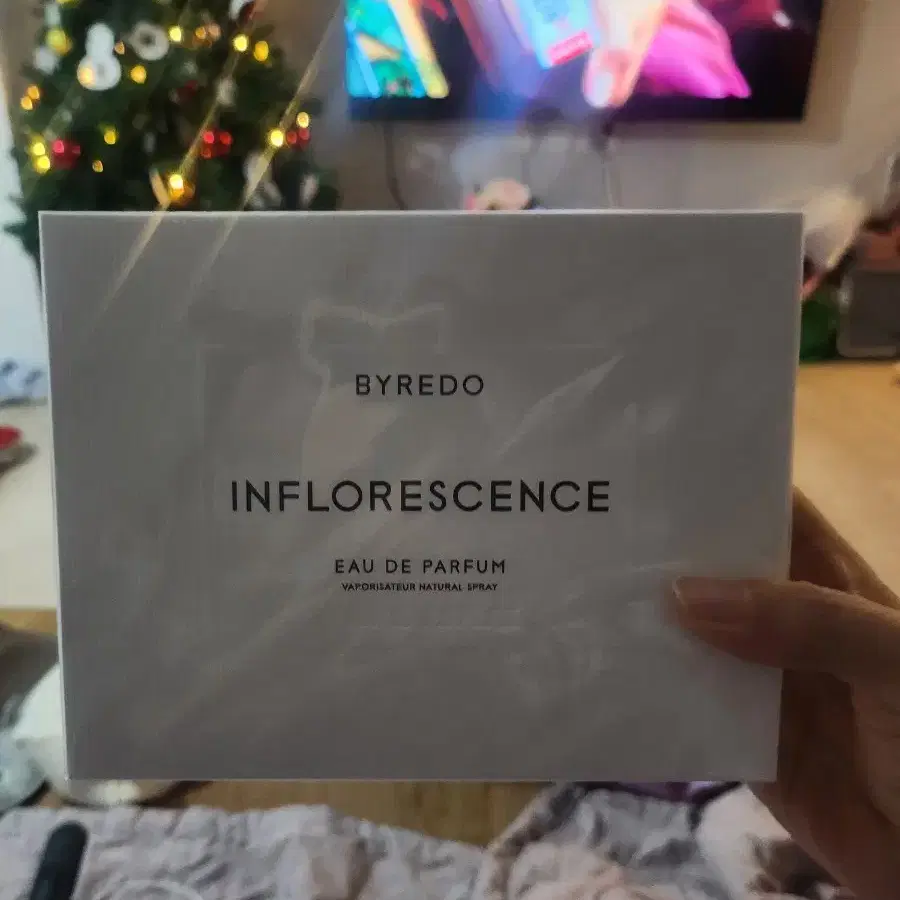 BYREDO
INFLORESCENCE
EAU DE PARFUM
VAPORISATEUR NATURAL SPRAY